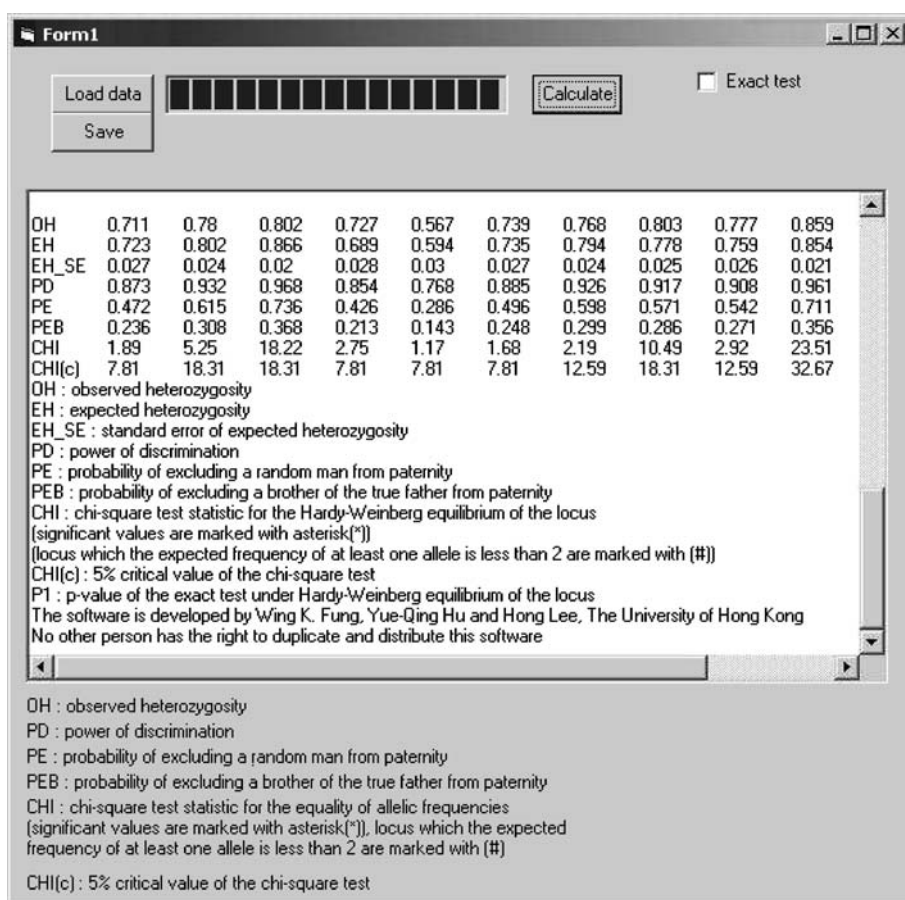 Form1
Load data
Calculate
Exact test
Save
OH 0.711 0.78 0.802 0.727 0.567 0.739 0.768 0.803 0.777 0.859
EH 0.723 0.802 0.866 0.689 0.594 0.735 0.794 0.778 0.759 0.854
EH_SE 0.027 0.024 0.02 0.028 0.03 0.027 0.024 0.025 0.026 0.021
PD 0.873 0.932 0.968 0.854 0.768 0.885 0.926 0.917 0.908 0.961
PE 0.472 0.615 0.736 0.426 0.286 0.496 0.598 0.571 0.542 0.711
PEB 0.236 0.308 0.368 0.213 0.143 0.248 0.299 0.286 0.271 0.356
CHI 1.89 5.25 18.22 2.75 1.17 1.68 2.19 10.49 2.92 23.51
CHI(c) 7.81 18.31 18.31 7.81 7.81 7.81 12.59 18.31 12.59 32.67
OH : observed heterozygosity
EH : expected heterozygosity
EH_SE : standard error of expected heterozygosity
PD : power of discrimination
PE : probability of excluding a random man from paternity
PEB : probability of excluding a brother of the true father from paternity
CHI : chi-square test statistic for the Hardy-Weinberg equilibrium of the locus
(significant values are marked with asterisk(*))
(locus which the expected frequency of at least one allele is less than 2 are marked with (#))
CHI(c) : 5% critical value of the chi-square test
P1 : p-value of the exact test under Hardy-Weinberg equilibrium of the locus
The software is developed by Wing K. Fung, Yue-Qing Hu and Hong Lee, The University of Hong Kong
No other person has the right to duplicate and distribute this software
OH : observed heterozygosity
PD : power of discrimination
PE : probability of excluding a random man from paternity
PEB : probability of excluding a brother of the true father from paternity
CHI : chi-square test statistic for the equality of allelic frequencies
(significant values are marked with asterisk(*)), locus which the expected
frequency of at least one allele is less than 2 are marked with (#)
CHI(c) : 5% critical value of the chi-square test